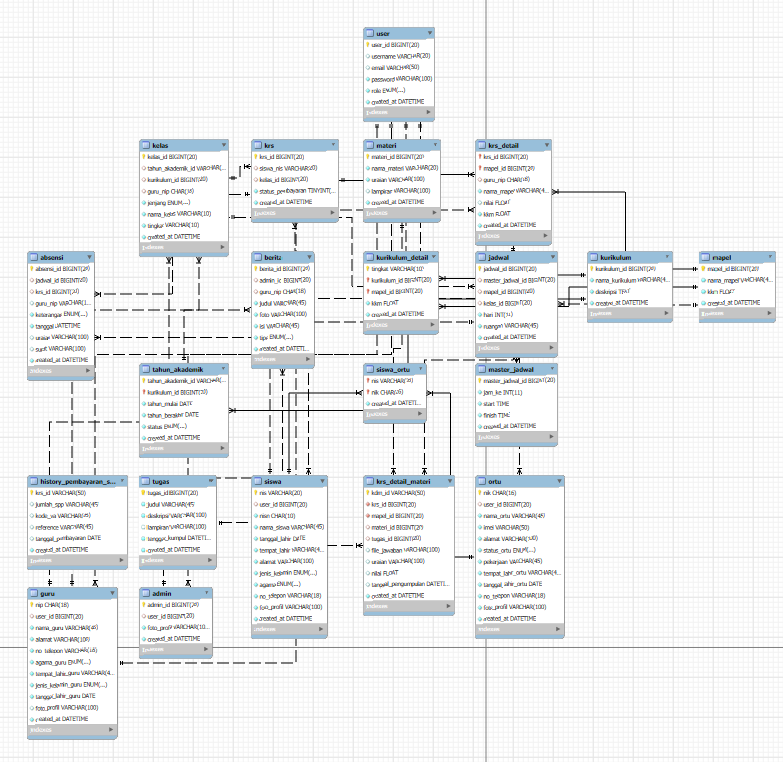 user
user_id BIGINT(20)
username VARCHAR(20)
email VARCHAR(50)
password VARCHAR(100)
role ENUM(...)
created_at DATETIME
Indexes
kelas
kelas_id BIGINT(20)
tahun_akademik_id VARCHAR(...
kurikulum_id BIGINT(20)
guru_nip CHAR(18)
jenjang ENUM(...)
nama_kelas VARCHAR(10)
tingkat VARCHAR(10)
created_at DATETIME
Indexes
krs
krs_id BIGINT(20)
siswa_nis VARCHAR(20)
kelas_id BIGINT(20)
status_pembayaran TINYINT(...
created_at DATETIME
Indexes
materi
materi_id BIGINT(20)
nama_materi VARCHAR(20)
uraian VARCHAR(100)
lampiran VARCHAR(100)
created_at DATETIME
Indexes
krs_detail
krs_id BIGINT(20)
mapel_id BIGINT(20)
guru_nip CHAR(18)
nama_mapel VARCHAR(4...
nilai FLOAT
kkm FLOAT
created_at DATETIME
Indexes
absensi
absensi_id BIGINT(20)
jadwal_id BIGINT(20)
krs_id BIGINT(20)
guru_nip VARCHAR(1...
keterangan ENUM(...)
tanggal DATETIME
uraian VARCHAR(100)
surat VARCHAR(100)
created_at DATETIME
Indexes
berita
berita_id BIGINT(20)
admin_id BIGINT(20)
guru_nip CHAR(18)
judul VARCHAR(45)
foto VARCHAR(100)
isi VARCHAR(45)
tipe ENUM(...)
created_at DATETI...
Indexes
kurikulum_detail
tingkat VARCHAR(10)
kurikulum_id BIGINT(20)
mapel_id BIGINT(20)
kkm FLOAT
created_at DATETIME
Indexes
jadwal
jadwal_id BIGINT(20)
master_jadwal_id BIGINT(20)
mapel_id BIGINT(20)
kelas_id BIGINT(20)
hari INT(11)
ruangan VARCHAR(45)
created_at DATETIME
Indexes
kurikulum
kurikulum_id BIGINT(20)
nama_kurikulum VARCHAR(4...
deskripsi TEXT
created_at DATETIME
Indexes
mapel
mapel_id BIGINT(20)
nama_mapel VARCHAR(45)
created_at DATETIME
Indexes
tahun_akademik
tahun_akademik_id VARCHAR(...
kurikulum_id BIGINT(20)
tahun_mulai DATE
tahun_berakhir DATE
status ENUM(...)
created_at DATETIME
Indexes
siswa_ortu
nis VARCHAR(20)
nik CHAR(16)
created_at DATETIME
Indexes
master_jadwal
master_jadwal_id BIGINT(20)
jam_ke INT(11)
start TIME
finish TIME
created_at DATETIME
Indexes
history_pembayaran_s...
krs_id VARCHAR(50)
jumlah_spp VARCHAR(45)
kode_va VARCHAR(25)
reference VARCHAR(45)
tanggal_pembayaran DATE
created_at DATETIME
Indexes
tugas
tugas_id BIGINT(20)
judul VARCHAR(45)
deskripsi VARCHAR(100)
lampiran VARCHAR(100)
tenggat_kumpul DATETI...
created_at DATETIME
Indexes
siswa
nis VARCHAR(20)
user_id BIGINT(20)
nisn CHAR(10)
nama_siswa VARCHAR(45)
tanggal_lahir DATE
tempat_lahir VARCHAR(4...
alamat VARCHAR(100)
jenis_kelamin ENUM(...)
agama ENUM(...)
no_telepon VARCHAR(18)
foto_profil VARCHAR(100)
created_at DATETIME
Indexes
krs_detail_materi
kdm_id VARCHAR(50)
krs_id BIGINT(20)
mapel_id BIGINT(20)
materi_id BIGINT(20)
tugas_id BIGINT(20)
file_jawaban VARCHAR(100)
uraian VARCHAR(100)
nilai FLOAT
tanggal_pengumpulan DATETI...
created_at DATETIME
Indexes
ortu
nik CHAR(16)
user_id BIGINT(20)
nama_ortu VARCHAR(45)
imei VARCHAR(50)
alamat VARCHAR(100)
status_ortu ENUM(...)
pekerjaan VARCHAR(45)
tempat_lahir_ortu VARCHAR(4...
tanggal_lahir_ortu DATE
no_telepon VARCHAR(18)
foto_profil VARCHAR(100)
created_at DATETIME
Indexes
guru
nip CHAR(18)
user_id BIGINT(20)
nama_guru VARCHAR(45)
alamat VARCHAR(100)
no_telepon VARCHAR(18)
agama_guru ENUM(...)
tempat_lahir_guru VARCHAR(4...
jenis_kelamin_guru ENUM(...)
tanggal_lahir_guru DATE
foto_profil VARCHAR(100)
created_at DATETIME
Indexes
admin
admin_id BIGINT(20)
user_id BIGINT(20)
foto_profil VARCHAR(10...
created_at DATETIME
Indexes